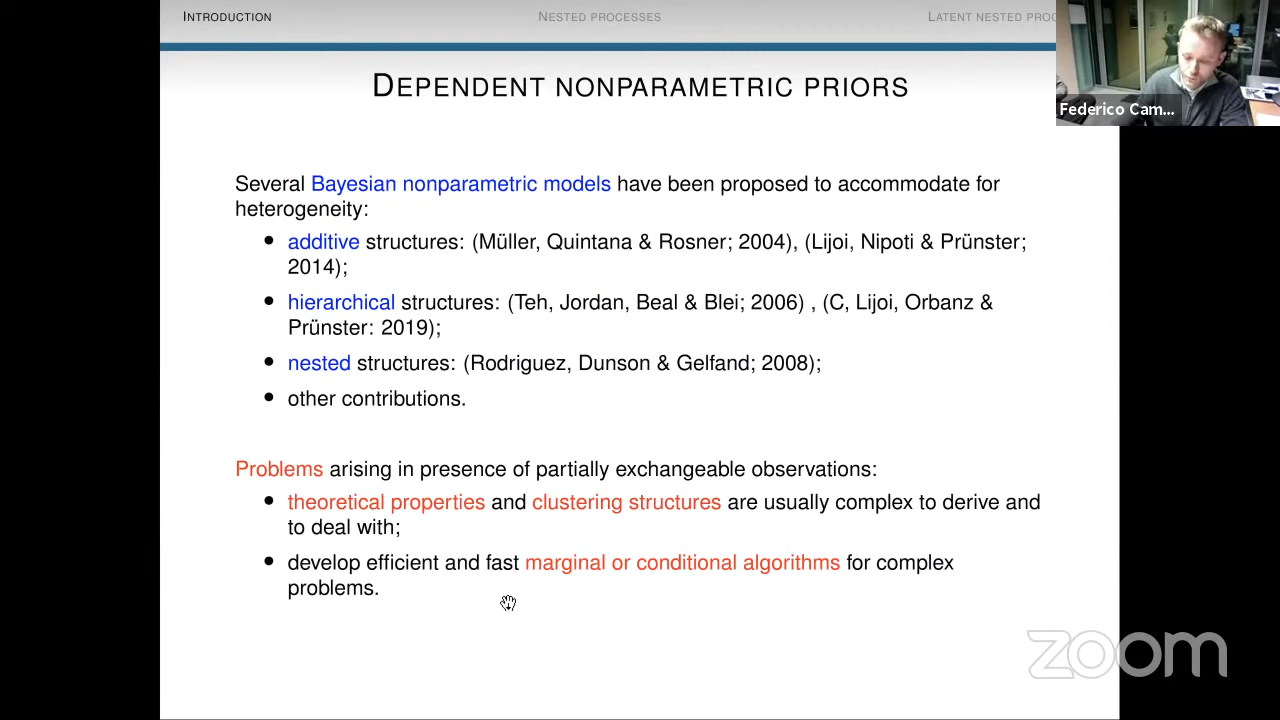 INTRODUCTION
NESTED PROCESSES
LATENT NESTED PROC
DEPENDENT NONPARAMETRIC PRIORS
Federico Cam...
Several Bayesian nonparametric models have been proposed to accommodate for
heterogeneity:
• additive structures: (Müller, Quintana & Rosner; 2004), (Lijoi, Nipoti & Prünster;
2014);
• hierarchical structures: (Teh, Jordan, Beal & Blei; 2006) , (C, Lijoi, Orbanz &
Prünster: 2019);
• nested structures: (Rodriguez, Dunson & Gelfand; 2008);
• other contributions.
Problems arising in presence of partially exchangeable observations:
• theoretical properties and clustering structures are usually complex to derive and
to deal with;
• develop efficient and fast marginal or conditional algorithms for complex
problems.
zoom